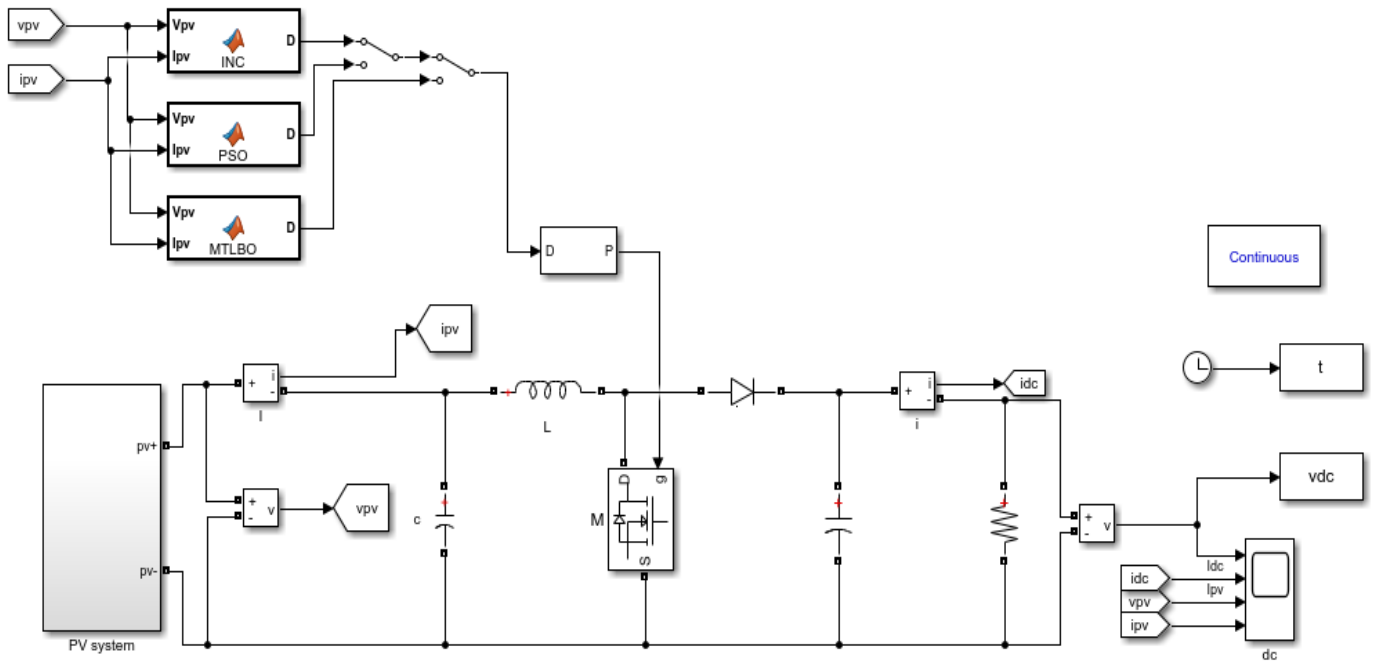 vpv
ipv
Vpv
Ipv
D
INC
Vpv
Ipv
D
PSO
Vpv
Ipv
D
MTLBO
D
P
Continuous
ipv
t
+
i
-
I
L
+
i
-
i
idc
pv+
+
-
v
vpv
c
D
g
M
S
vdc
+
-
v
pv-
Idc
idc
Ipv
vpv
ipv
PV system
dc